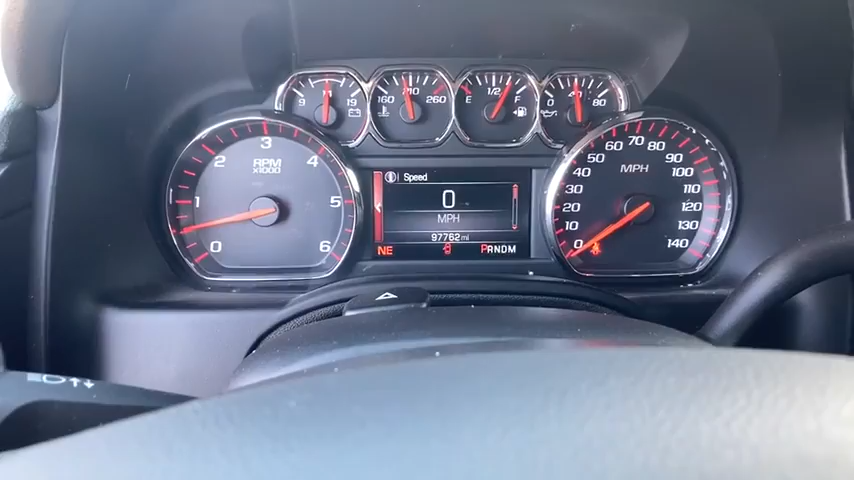 9 19
160 210 260
E 1/2 F
0 80
RPM
x1000
0 1 2 3 4 5 6
Speed
0
MPH
97762mi
NE
PRNDM
MPH
0 10 20 30 40 50 60 70 80 90 100 110 120 130 140